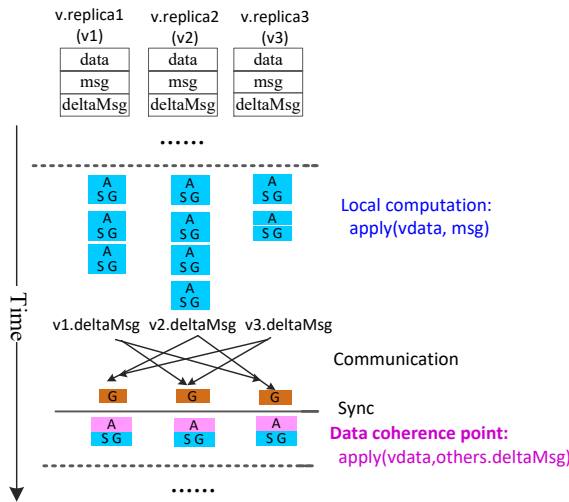 v.replica1 v.replica2 v.replica3
(v1) (v2) (v3)
data data data
msg msg msg
deltaMsg deltaMsg deltaMsg
......
A A A
S G S G S G
A A A
S G S G S G
A A
S G S G
A
S G
Local computation:
apply(vdata, msg)
Time
v1.deltaMsg v2.deltaMsg v3.deltaMsg
Communication
G G G
Sync
A A A
S G S G S G
Data coherence point:
apply(vdata,others.deltaMsg)
......